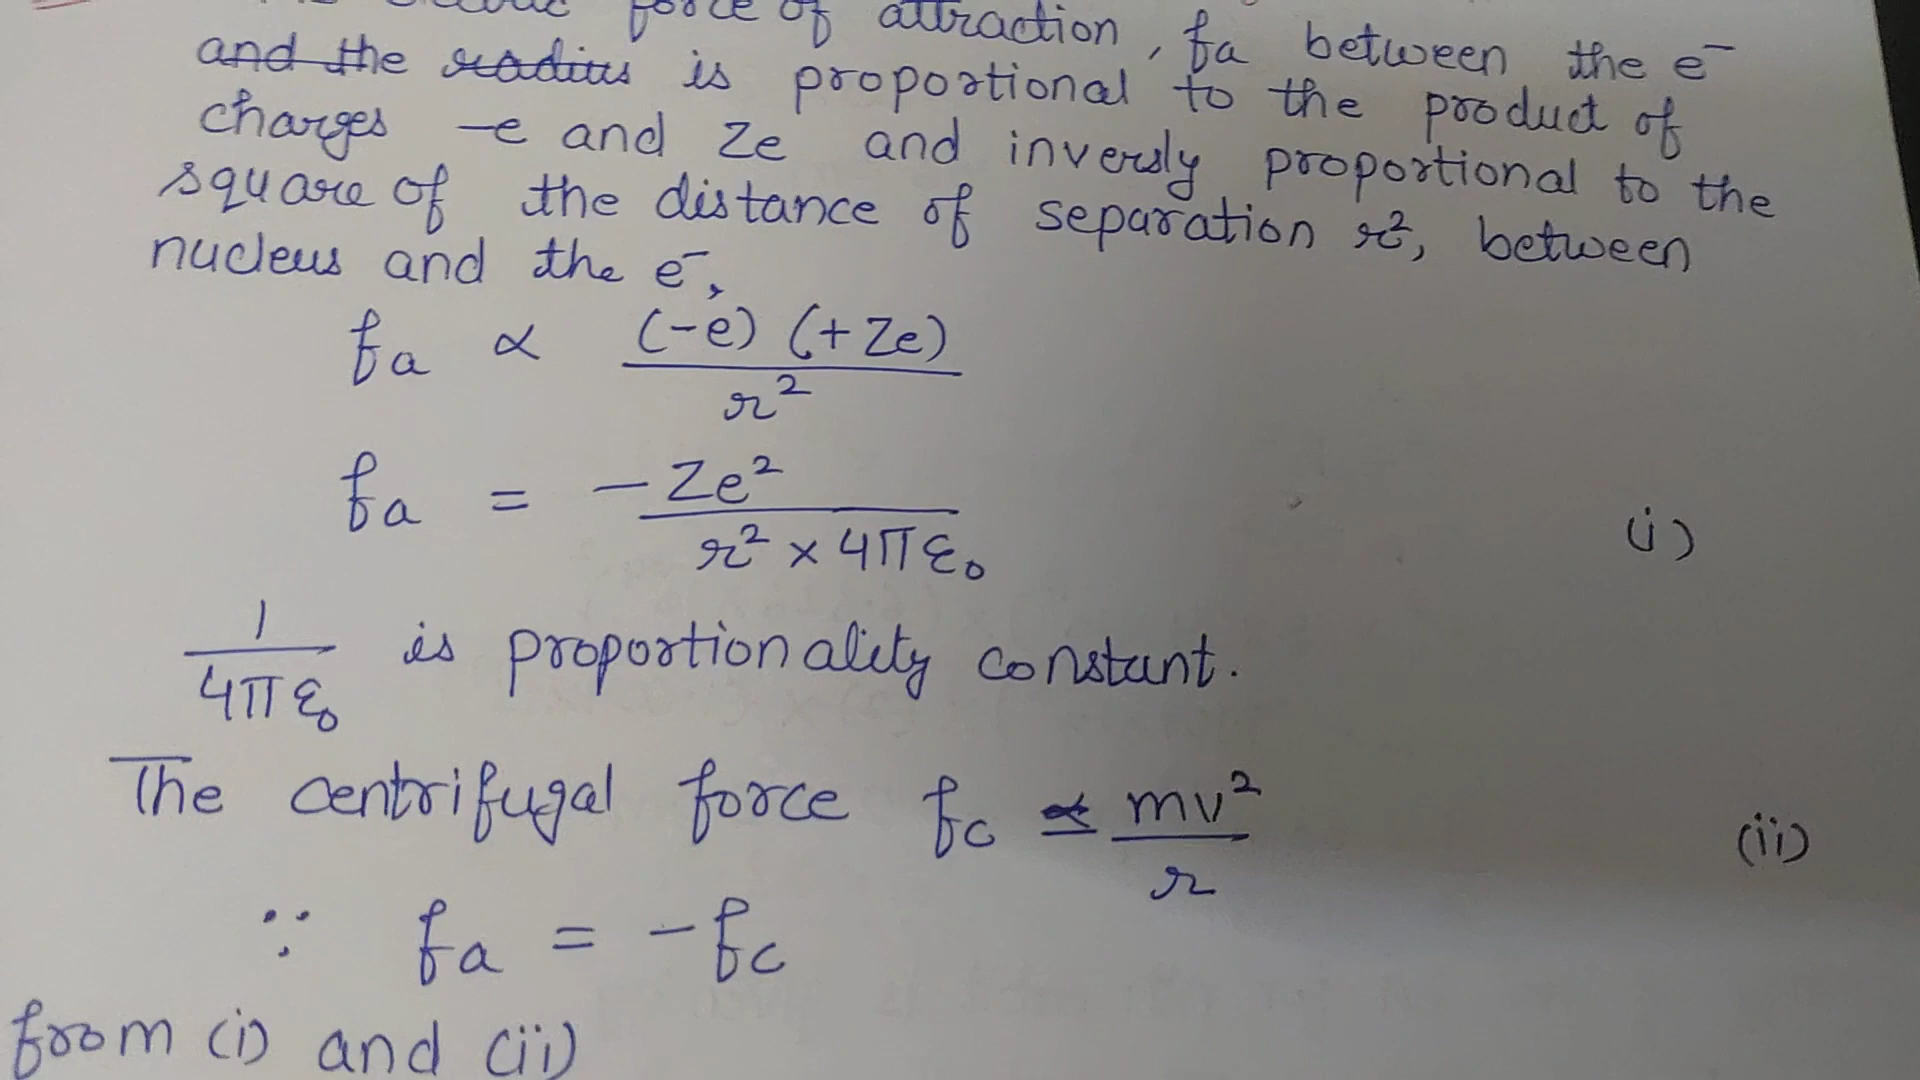 force of attraction, fa between the e⁻
and the radius is proportional to the product of
charges -e and Ze and inversly proportional to the
square of the distance of separation r², between
nucleus and the e⁻,
fa ∝ (-e) (+Ze) / r²
fa = -Ze² / r² × 4πε₀ (i)
1 / 4πε₀ is proportionality constant.
The centrifugal force fc = mv² / r (ii)
∵ fa = -fc
from (i) and (ii)